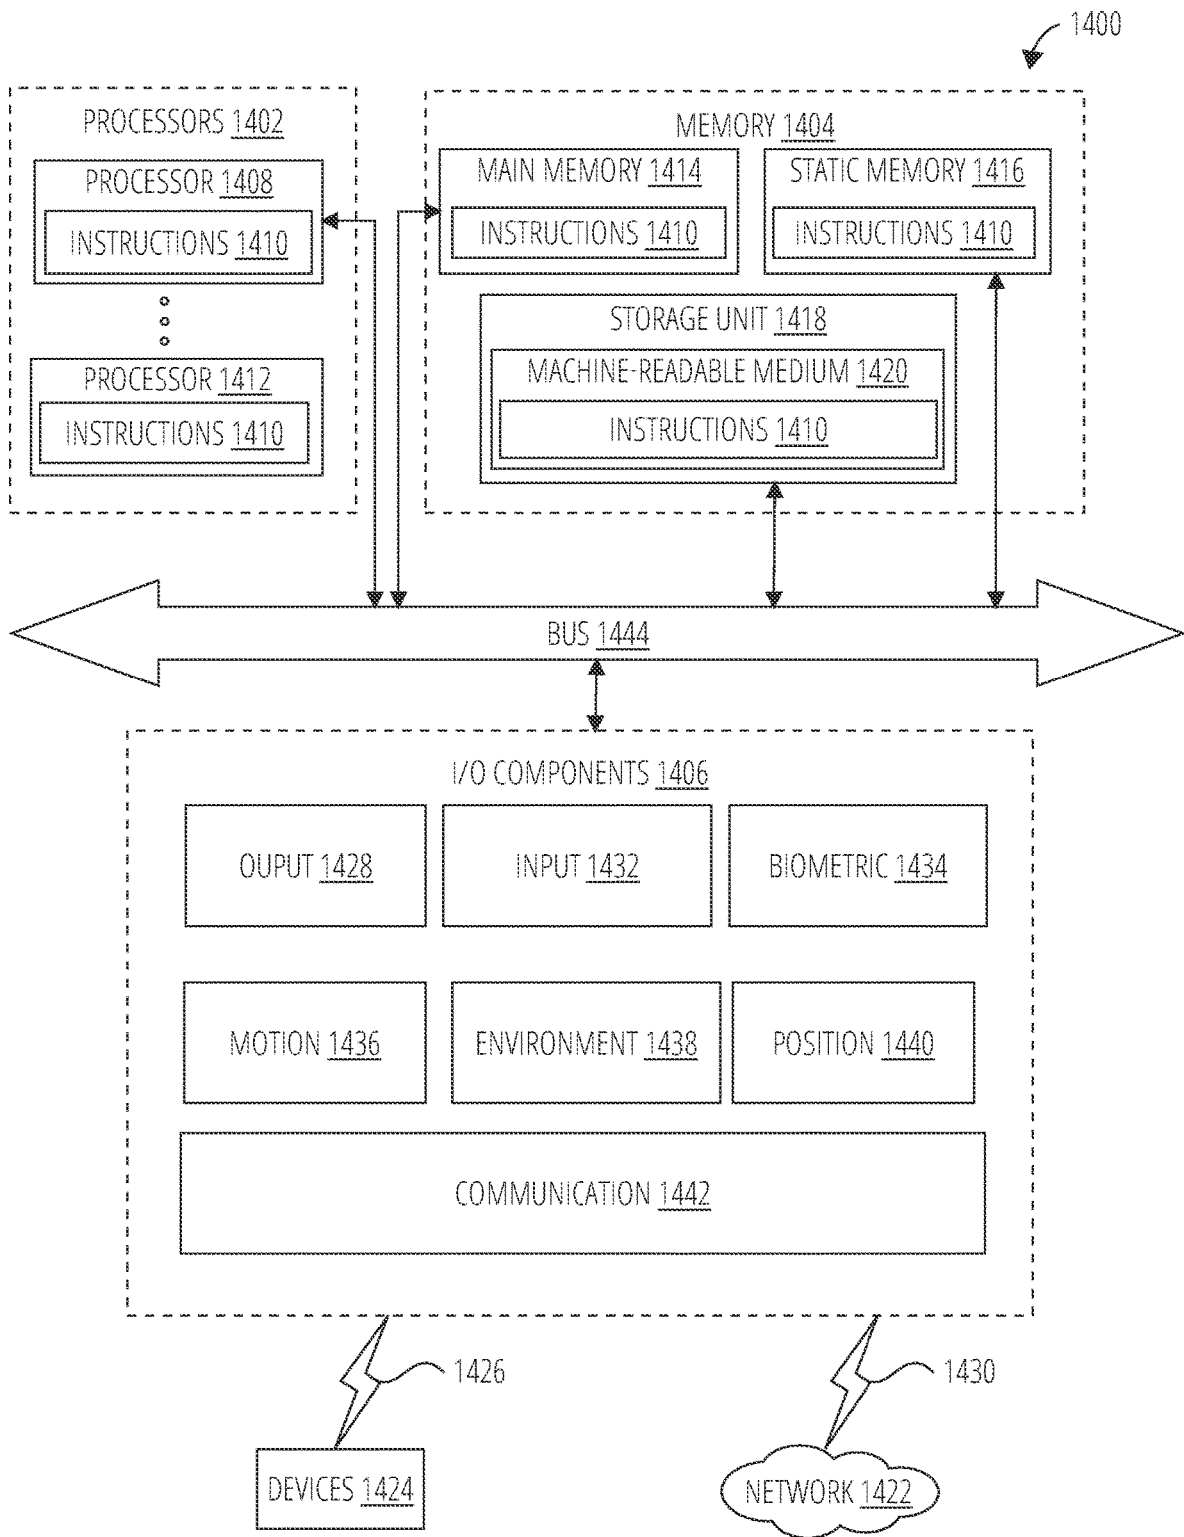 1400
PROCESSORS 1402
PROCESSOR 1408
INSTRUCTIONS 1410
PROCESSOR 1412
INSTRUCTIONS 1410
MEMORY 1404
MAIN MEMORY 1414
INSTRUCTIONS 1410
STATIC MEMORY 1416
INSTRUCTIONS 1410
STORAGE UNIT 1418
MACHINE-READABLE MEDIUM 1420
INSTRUCTIONS 1410
BUS 1444
I/O COMPONENTS 1406
OUPUT 1428
INPUT 1432
BIOMETRIC 1434
MOTION 1436
ENVIRONMENT 1438
POSITION 1440
COMMUNICATION 1442
1426
1430
DEVICES 1424
NETWORK 1422